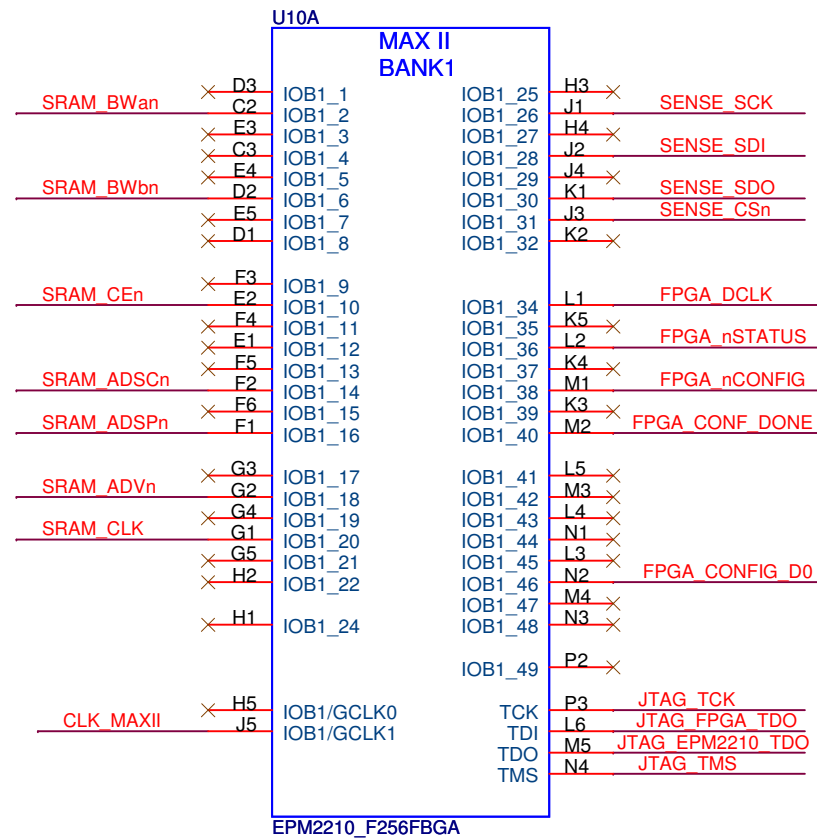 U10A
MAX II
BANK1
D3 IOB1_1 IOB1_25 H3
SRAM_BWan C2 IOB1_2 IOB1_26 J1 SENSE_SCK
E3 IOB1_3 IOB1_27 H4
C3 IOB1_4 IOB1_28 J2 SENSE_SDI
E4 IOB1_5 IOB1_29 J4
SRAM_BWbn D2 IOB1_6 IOB1_30 K1 SENSE_SDO
E5 IOB1_7 IOB1_31 J3 SENSE_CSn
D1 IOB1_8 IOB1_32 K2
F3 IOB1_9
SRAM_CEn E2 IOB1_10 IOB1_34 L1 FPGA_DCLK
F4 IOB1_11 IOB1_35 K5
E1 IOB1_12 IOB1_36 L2 FPGA_nSTATUS
F5 IOB1_13 IOB1_37 K4
SRAM_ADSCn F2 IOB1_14 IOB1_38 M1 FPGA_nCONFIG
F6 IOB1_15 IOB1_39 K3
SRAM_ADSPn F1 IOB1_16 IOB1_40 M2 FPGA_CONF_DONE
G3 IOB1_17 IOB1_41 L5
SRAM_ADVn G2 IOB1_18 IOB1_42 M3
G4 IOB1_19 IOB1_43 L4
SRAM_CLK G1 IOB1_20 IOB1_44 N1
G5 IOB1_21 IOB1_45 L3
H2 IOB1_22 IOB1_46 N2 FPGA_CONFIG_D0
IOB1_47 M4
H1 IOB1_24 IOB1_48 N3
IOB1_49 P2
H5 IOB1/GCLK0 TCK P3 JTAG_TCK
CLK_MAXII J5 IOB1/GCLK1 TDI L6 JTAG_FPGA_TDO
TDO M5 JTAG_EPM2210_TDO
TMS N4 JTAG_TMS
EPM2210_F256FBGA